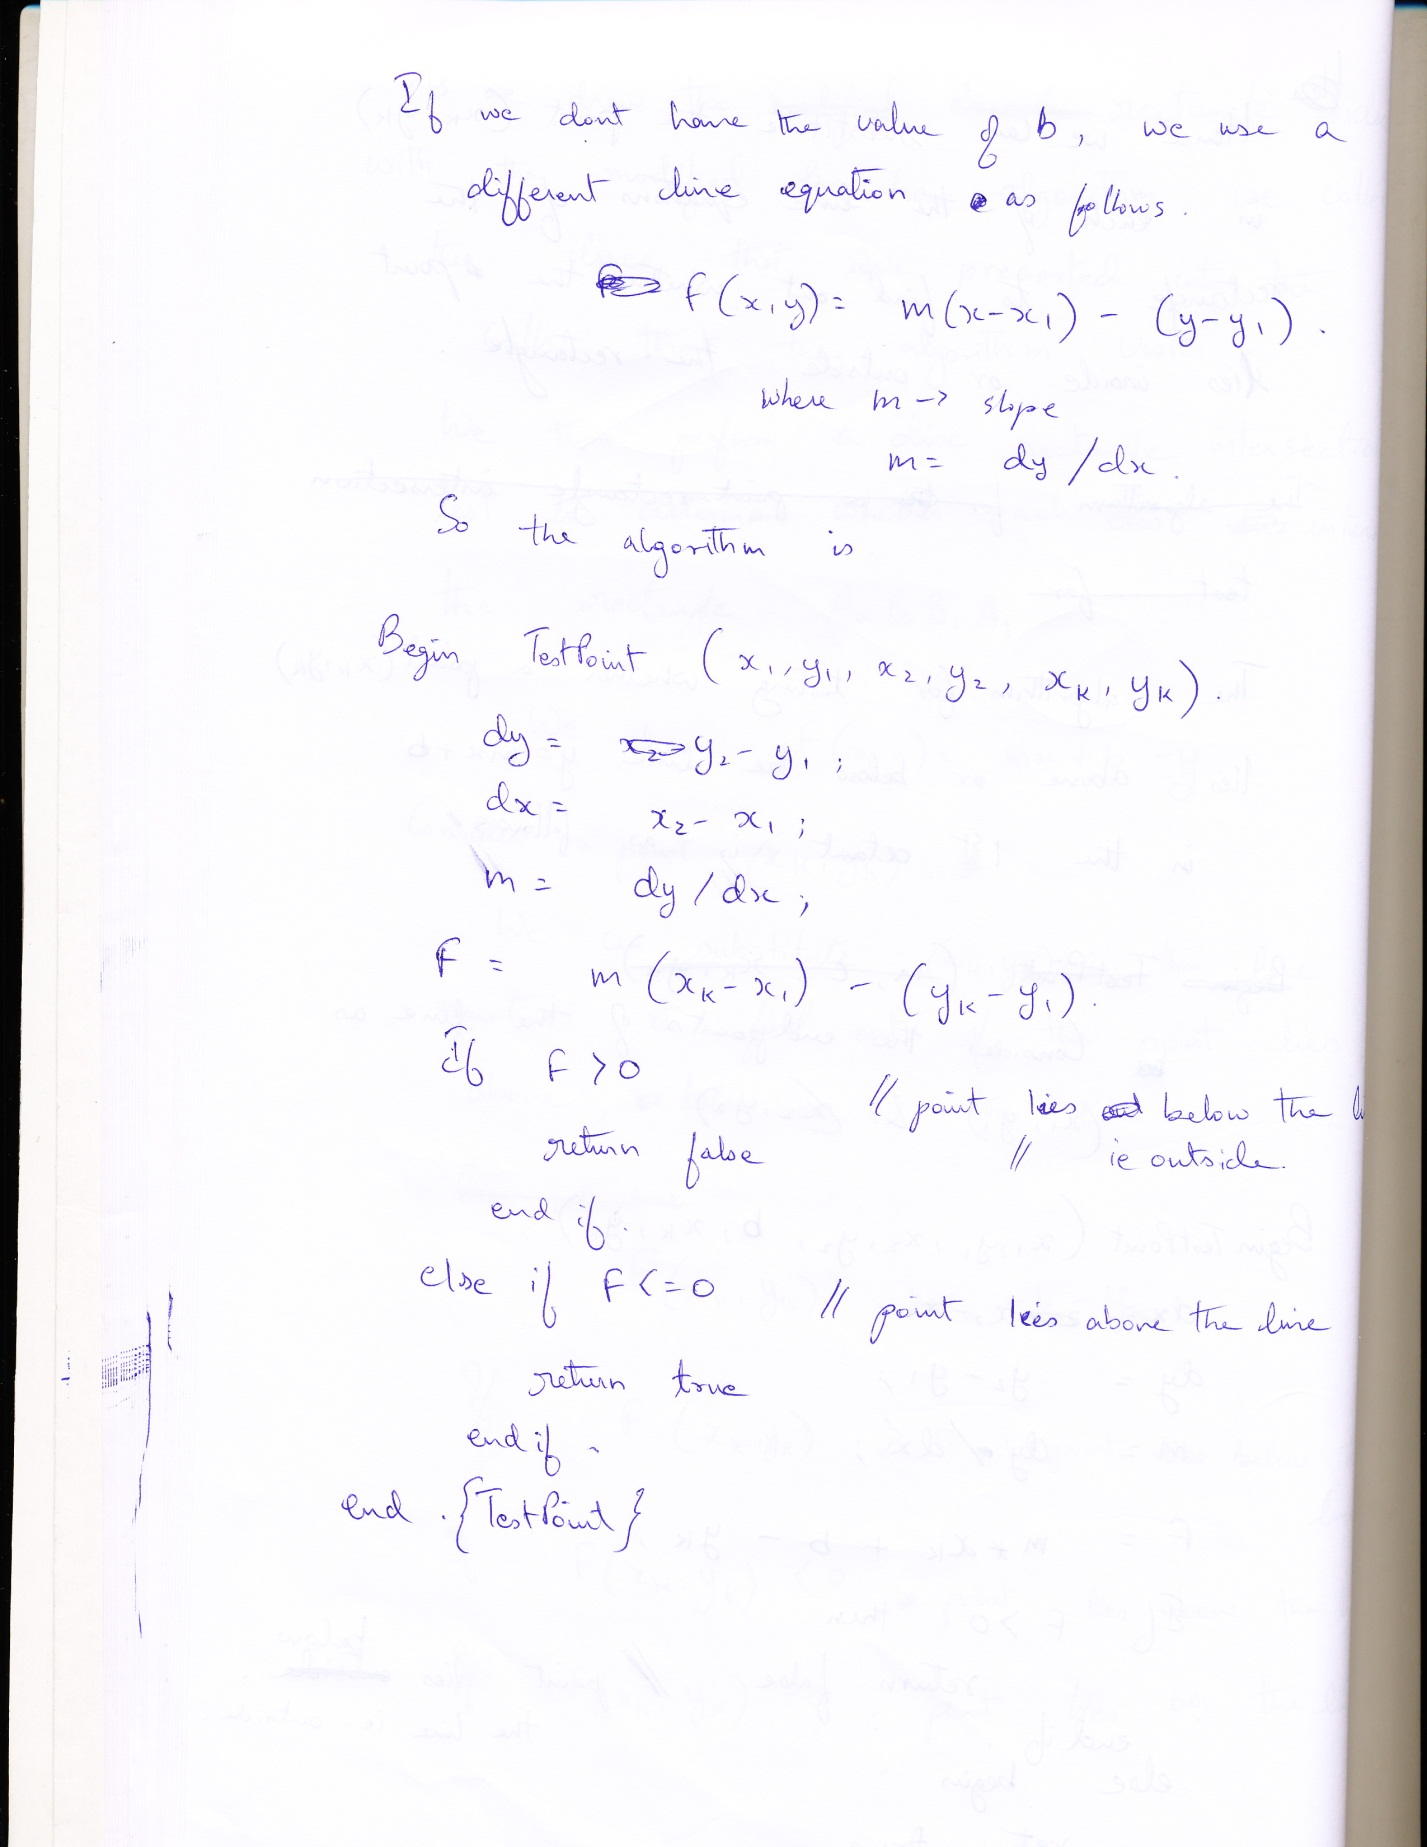 If we dont have the value of b, we use a
different line equation as follows.
f(x,y) = m(x-x₁) - (y-y₁).
where m -> slope
m = dy/dx.
So the algorithm is
Begin TestPoint (x₁, y₁, x₂, y₂, xₖ, yₖ).
dy = y₂ - y₁;
dx = x₂ - x₁;
m = dy/dx;
F = m(xₖ - x₁) - (yₖ - y₁).
If F > 0
// point lies below the
return false // ie outside.
end if.
else if F <= 0 // point lies above the line
return true
end if.
end. {TestPoint}